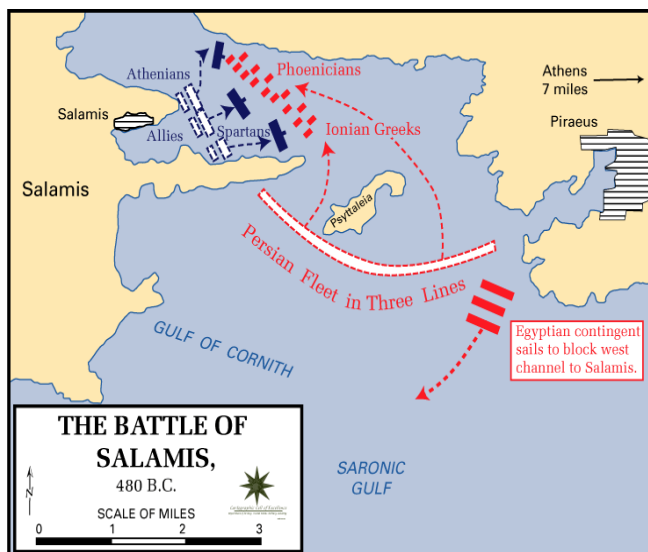 Athenians
Phoenicians
Athens
7 miles
Salamis
Piraeus
Allies
Spartans
Ionian Greeks
Salamis
Psyttaleia
Persian Fleet in Three Lines
Egyptian contingent
sails to block west
channel to Salamis.
GULF OF CORNITH
SARONIC
GULF
THE BATTLE OF
SALAMIS,
480 B.C.
N
SCALE OF MILES
0 1 2 3